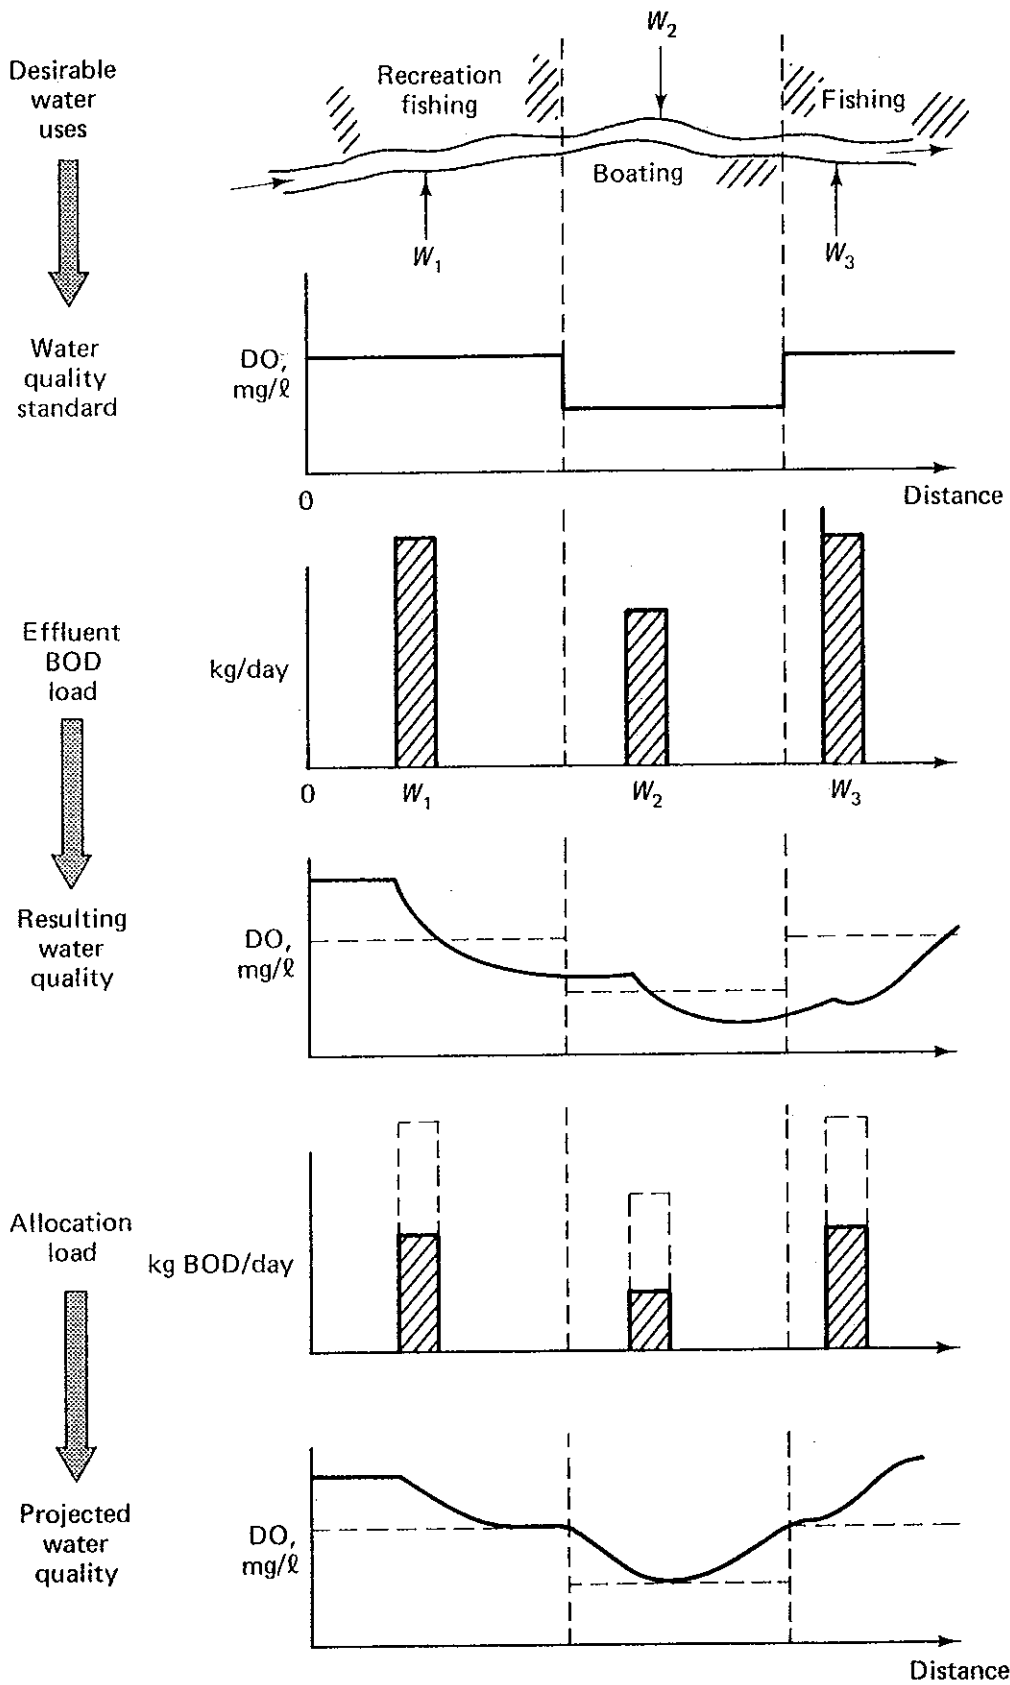 Desirable
water
uses
Recreation
fishing
W₂
Fishing
Boating
W₁
W₃
Water
quality
standard
DO,
mg/ℓ
0
Distance
Effluent
BOD
load
kg/day
0
W₁
W₂
W₃
Resulting
water
quality
DO,
mg/ℓ
Allocation
load
kg BOD/day
Projected
water
quality
DO,
mg/ℓ
Distance